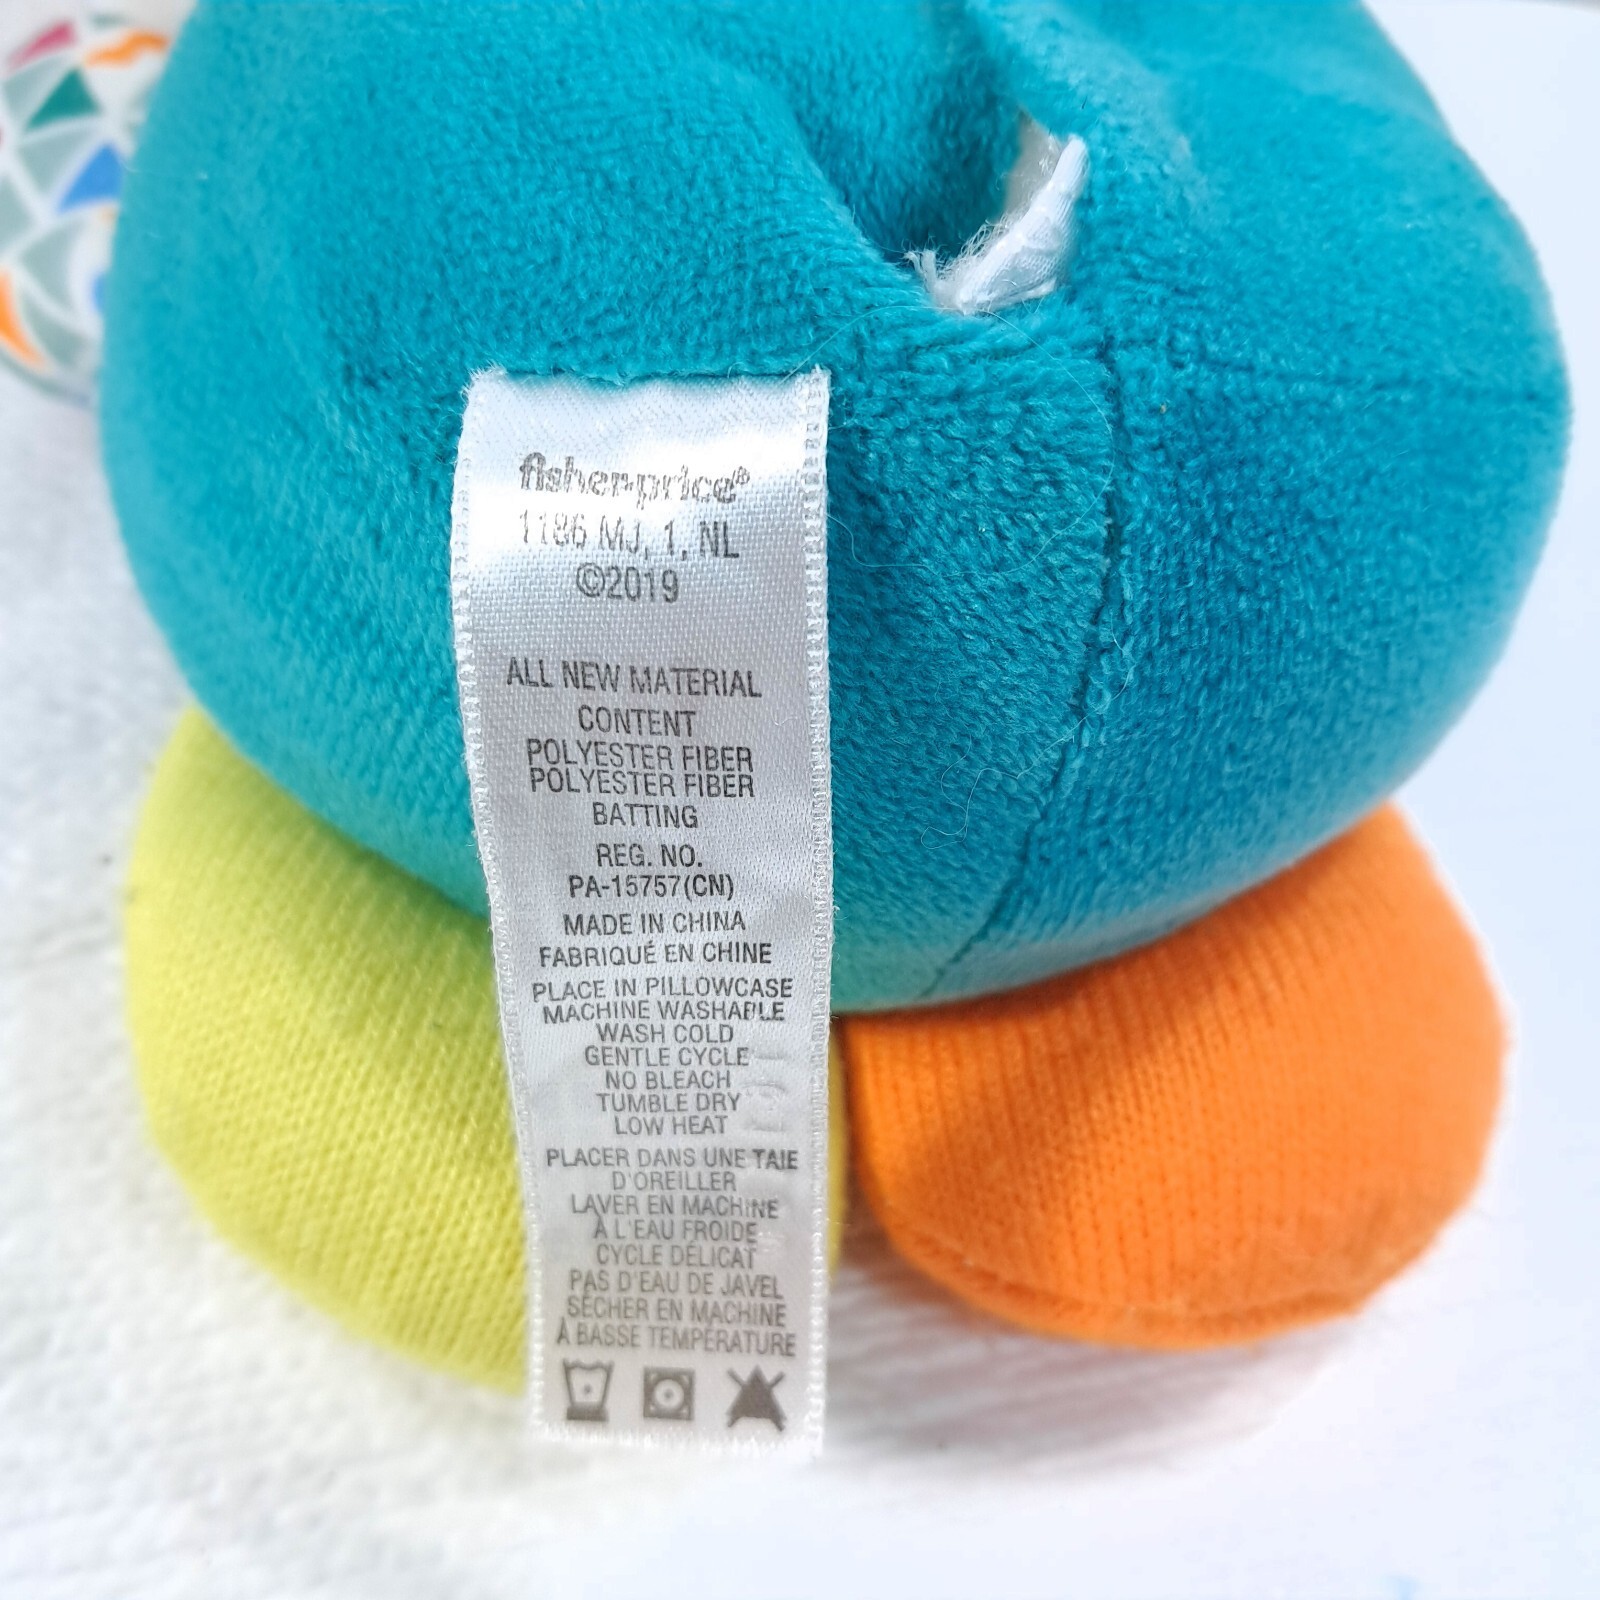 fisher-price®
1186 MJ, 1, NL
©2019
ALL NEW MATERIAL
CONTENT
POLYESTER FIBER
POLYESTER FIBER
BATTING
REG. NO.
PA-15757(CN)
MADE IN CHINA
FABRIQUÉ EN CHINE
PLACE IN PILLOWCASE
MACHINE WASHABLE
WASH COLD
GENTLE CYCLE
NO BLEACH
TUMBLE DRY
LOW HEAT
PLACER DANS UNE TAIE
D'OREILLER
LAVER EN MACHINE
À L'EAU FROIDE
CYCLE DÉLICAT
PAS D'EAU DE JAVEL
SÉCHER EN MACHINE
À BASSE TEMPÉRATURE